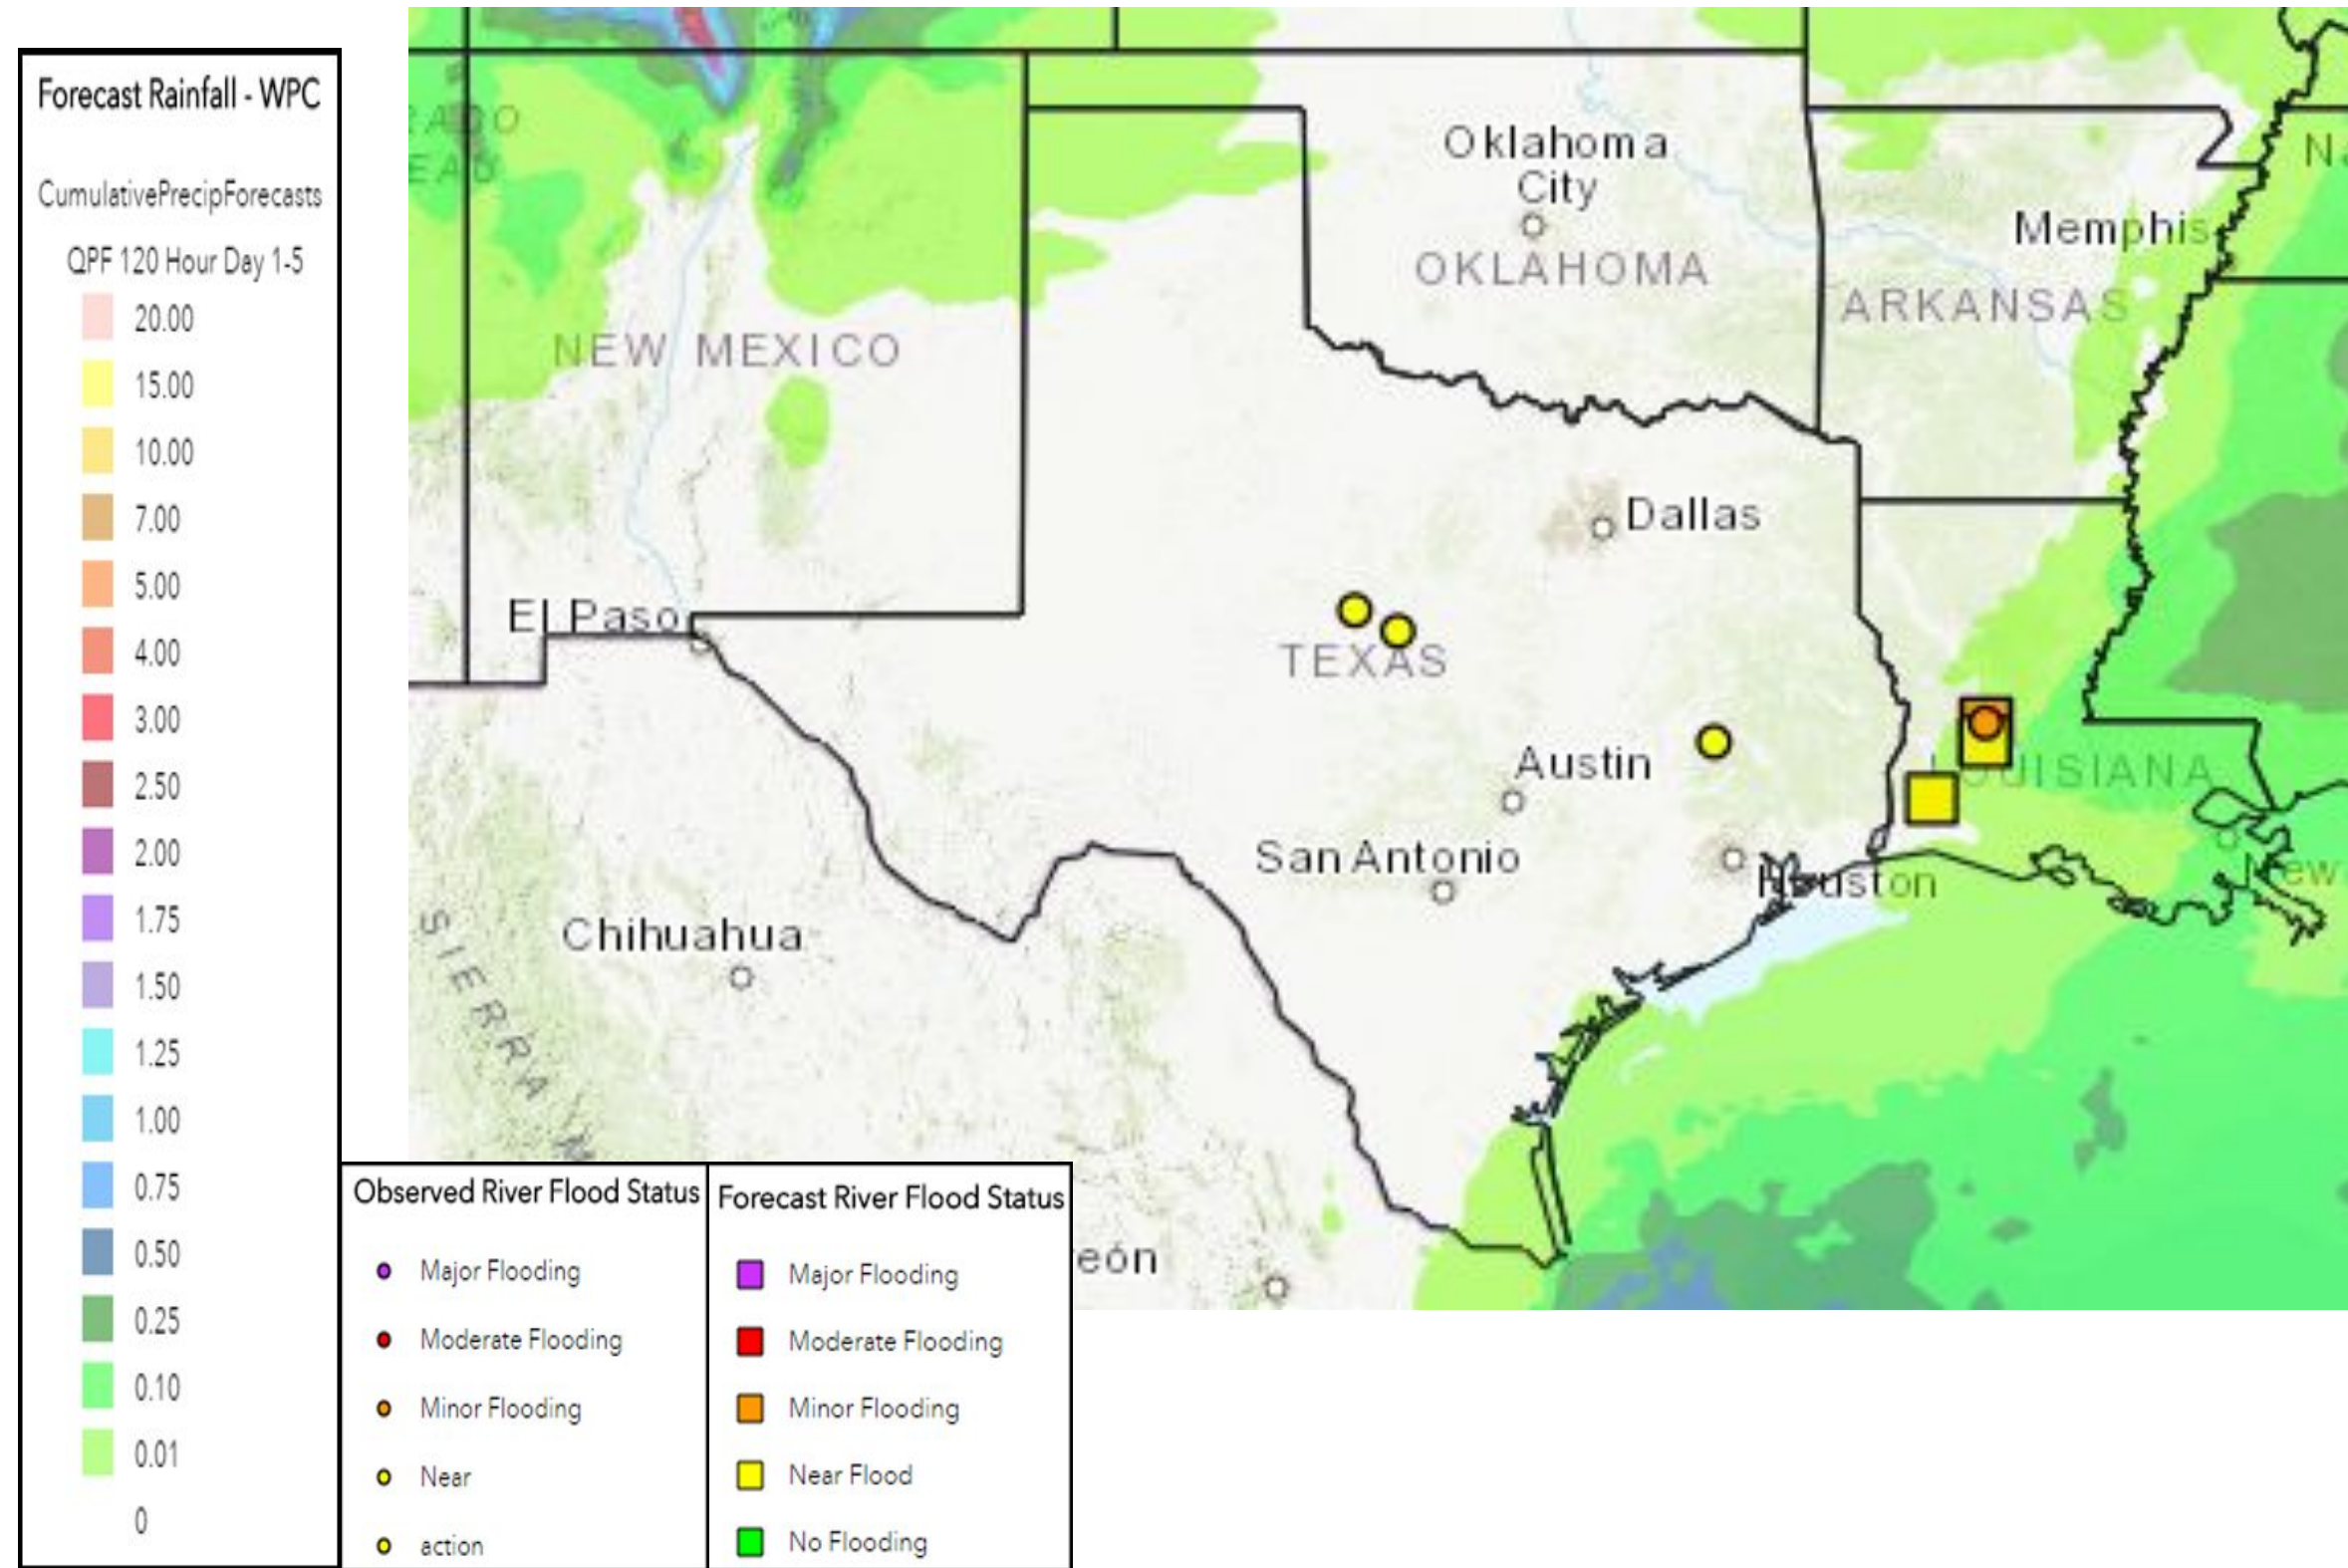 Forecast Rainfall - WPC
CumulativePrecipForecasts
QPF 120 Hour Day 1-5
20.00
15.00
10.00
7.00
5.00
4.00
3.00
2.50
2.00
1.75
1.50
1.25
1.00
0.75
0.50
0.25
0.10
0.01
0
Oklahoma
City
OKLAHOMA
Memphis
ARKANSAS
NEW MEXICO
Dallas
El Paso
TEXAS
Austin
LOUISIANA
San Antonio
Houston
New
Chihuahua
SIERRA
eón
Observed River Flood Status
Major Flooding
Moderate Flooding
Minor Flooding
Near
action
Forecast River Flood Status
Major Flooding
Moderate Flooding
Minor Flooding
Near Flood
No Flooding